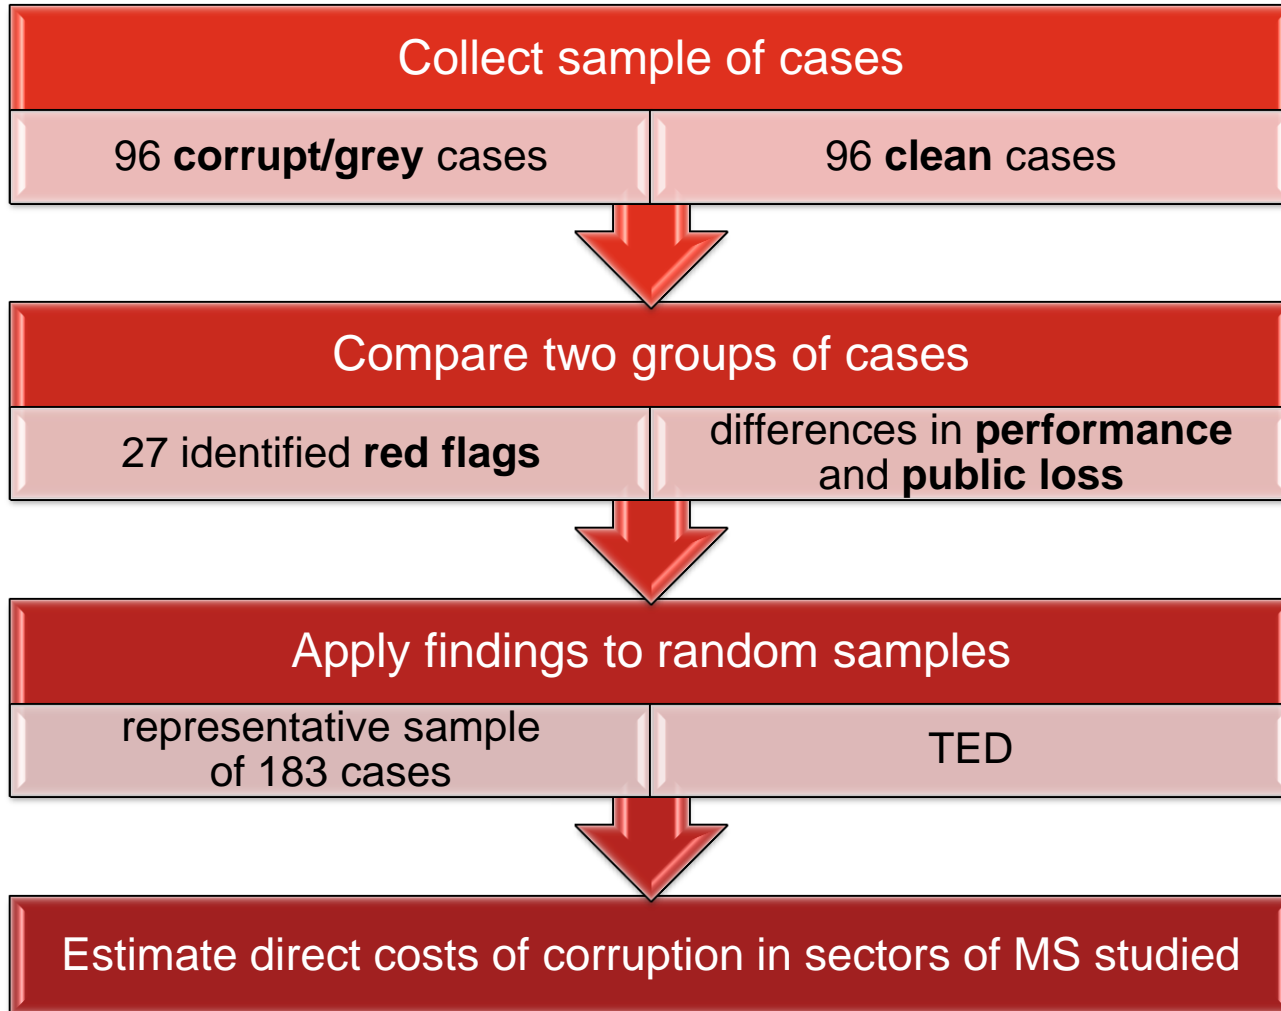 Collect sample of cases
96 corrupt/grey cases
96 clean cases
Compare two groups of cases
27 identified red flags
differences in performance
and public loss
Apply findings to random samples
representative sample
of 183 cases
TED
Estimate direct costs of corruption in sectors of MS studied